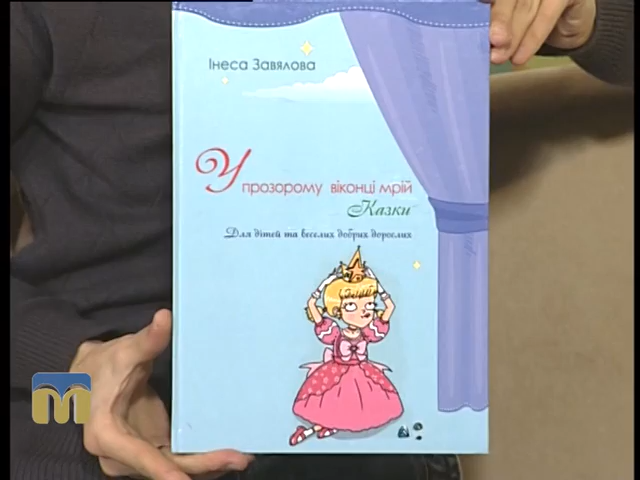 Інеса Завялова
У прозорому віконці мрій
Казки
Для дітей та веселих добрих дорослих
M